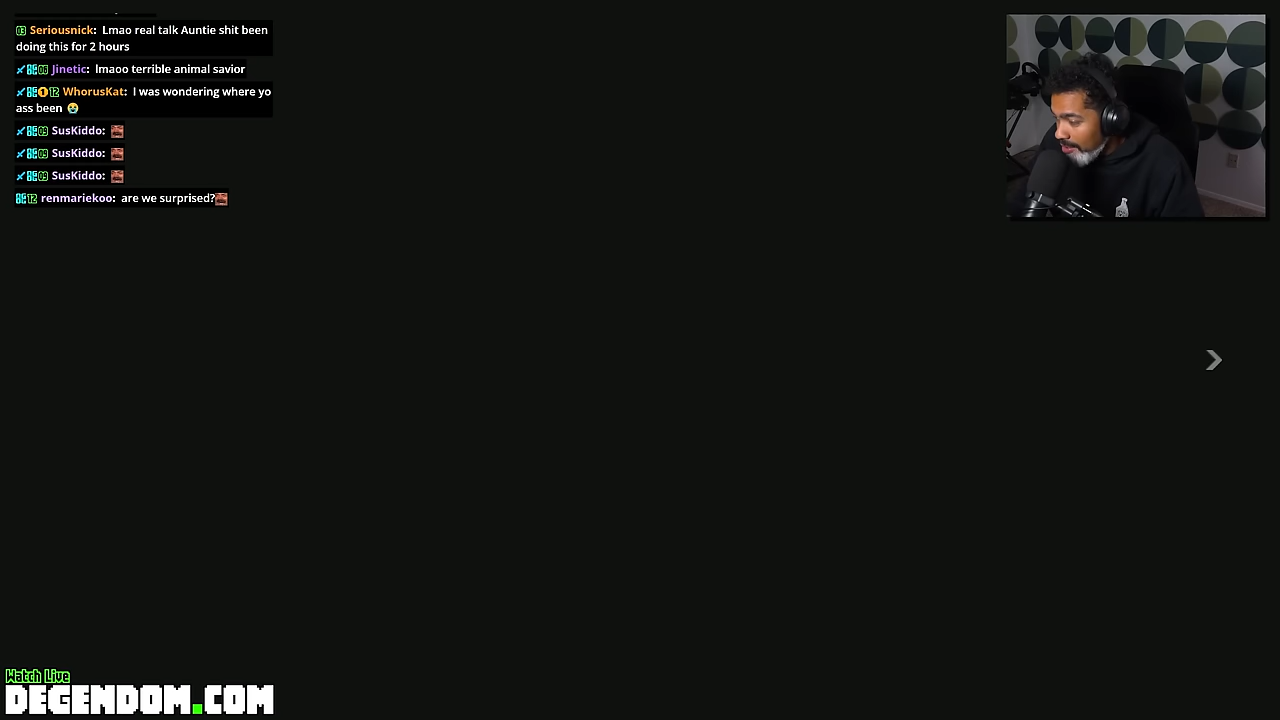 Seriousnick: Lmao real talk Auntie shit been
doing this for 2 hours
Jinetic: lmaoo terrible animal savior
WhorusKat: I was wondering where yo
ass been 😭
SusKiddo:
SusKiddo:
SusKiddo:
renmariekoo: are we surprised?
Watch Live
DEGENDOM.COM